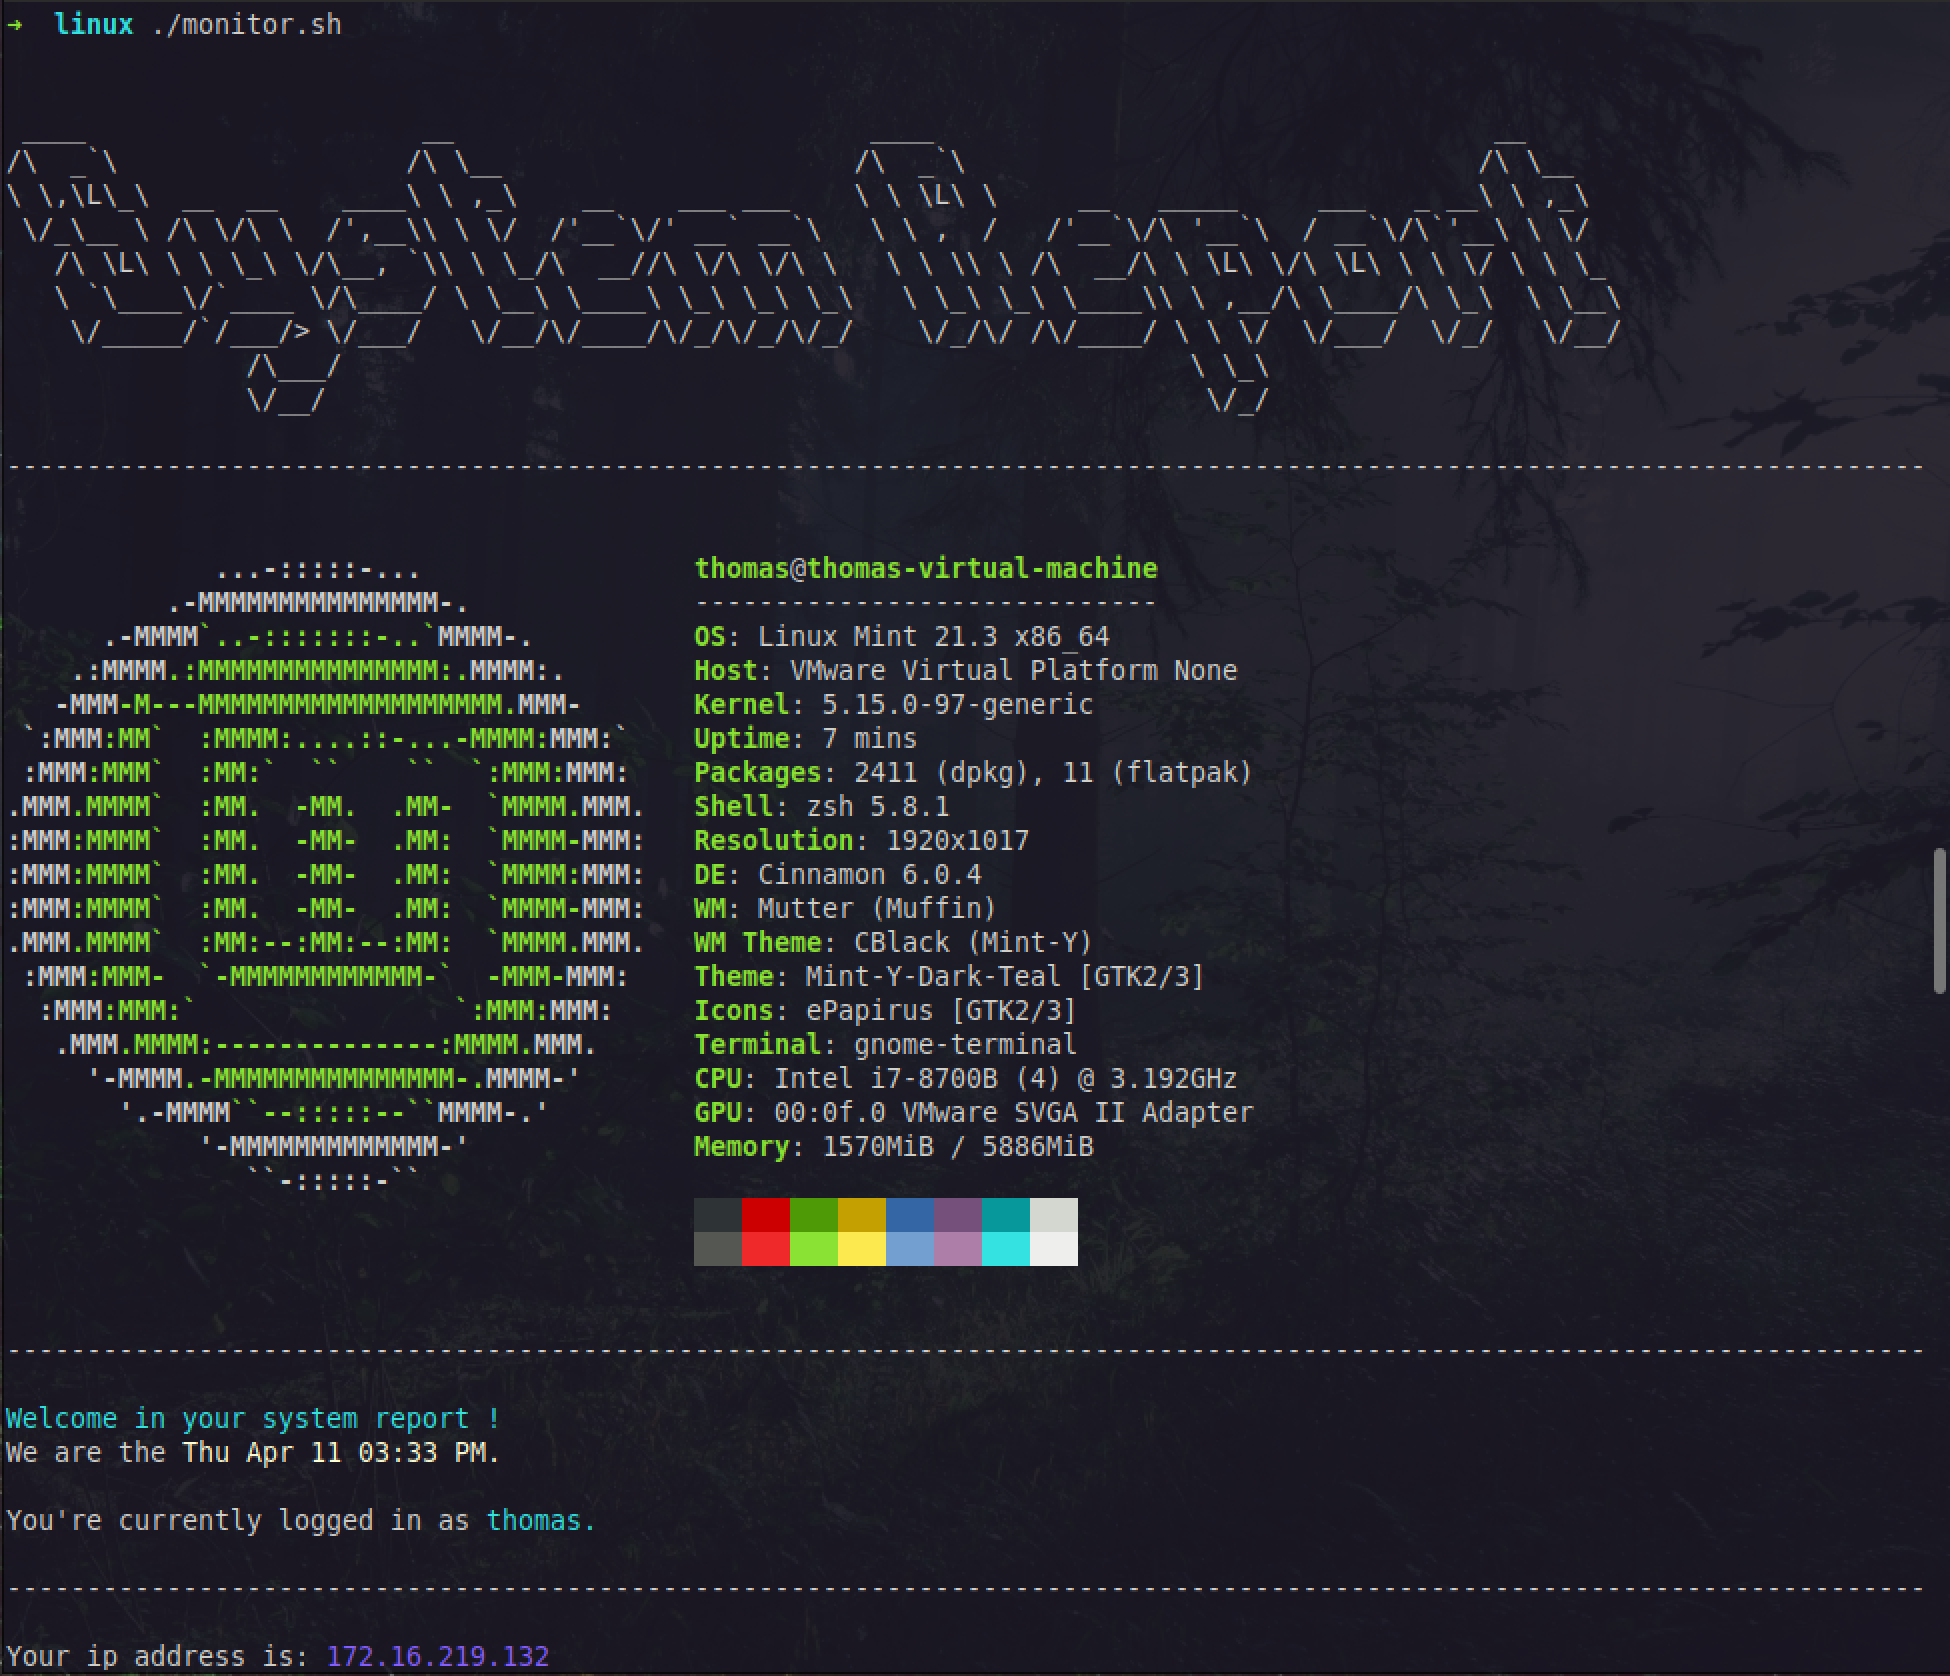 ➜  linux ./monitor.sh
System Report
thomas@thomas-virtual-machine
-----------------------------
OS: Linux Mint 21.3 x86_64
Host: VMware Virtual Platform None
Kernel: 5.15.0-97-generic
Uptime: 7 mins
Packages: 2411 (dpkg), 11 (flatpak)
Shell: zsh 5.8.1
Resolution: 1920x1017
DE: Cinnamon 6.0.4
WM: Mutter (Muffin)
WM Theme: CBlack (Mint-Y)
Theme: Mint-Y-Dark-Teal [GTK2/3]
Icons: ePapirus [GTK2/3]
Terminal: gnome-terminal
CPU: Intel i7-8700B (4) @ 3.192GHz
GPU: 00:0f.0 VMware SVGA II Adapter
Memory: 1570MiB / 5886MiB
Welcome in your system report !
We are the Thu Apr 11 03:33 PM.
You're currently logged in as thomas.
Your ip address is: 172.16.219.132